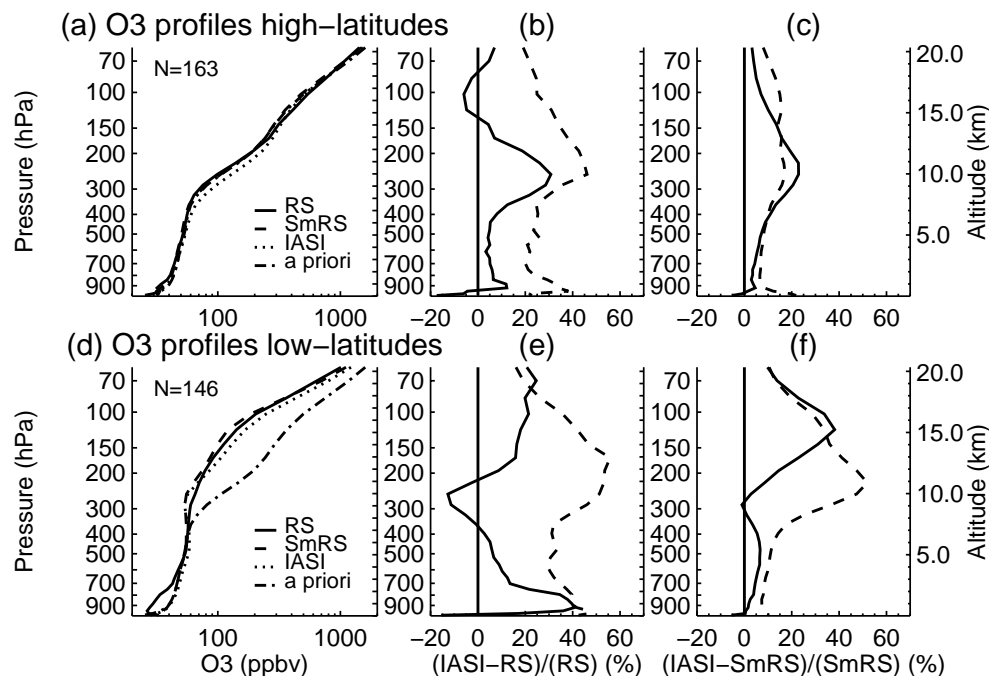 (a) O3 profiles high−latitudes (b) (c)
70 70 70 20.0
N=163
100 100 100
15.0
150 150 150
200 200 200
10.0
300 300 300
RS
400 400 400
SmRS
500 500 500 5.0
IASI
700 700 700
a priori
900 900 900
Pressure (hPa)
Altitude (km)
100 1000 −20 0 20 40 60 −20 0 20 40 60
(d) O3 profiles low−latitudes (e) (f)
70 70 70 20.0
N=146
100 100 100
15.0
150 150 150
200 200 200
10.0
300 300 300
RS
400 400 400
SmRS
500 500 500 5.0
IASI
700 700 700
a priori
900 900 900
Pressure (hPa)
Altitude (km)
100 1000 −20 0 20 40 60 −20 0 20 40 60
O3 (ppbv) (IASI−RS)/(RS) (%) (IASI−SmRS)/(SmRS) (%)